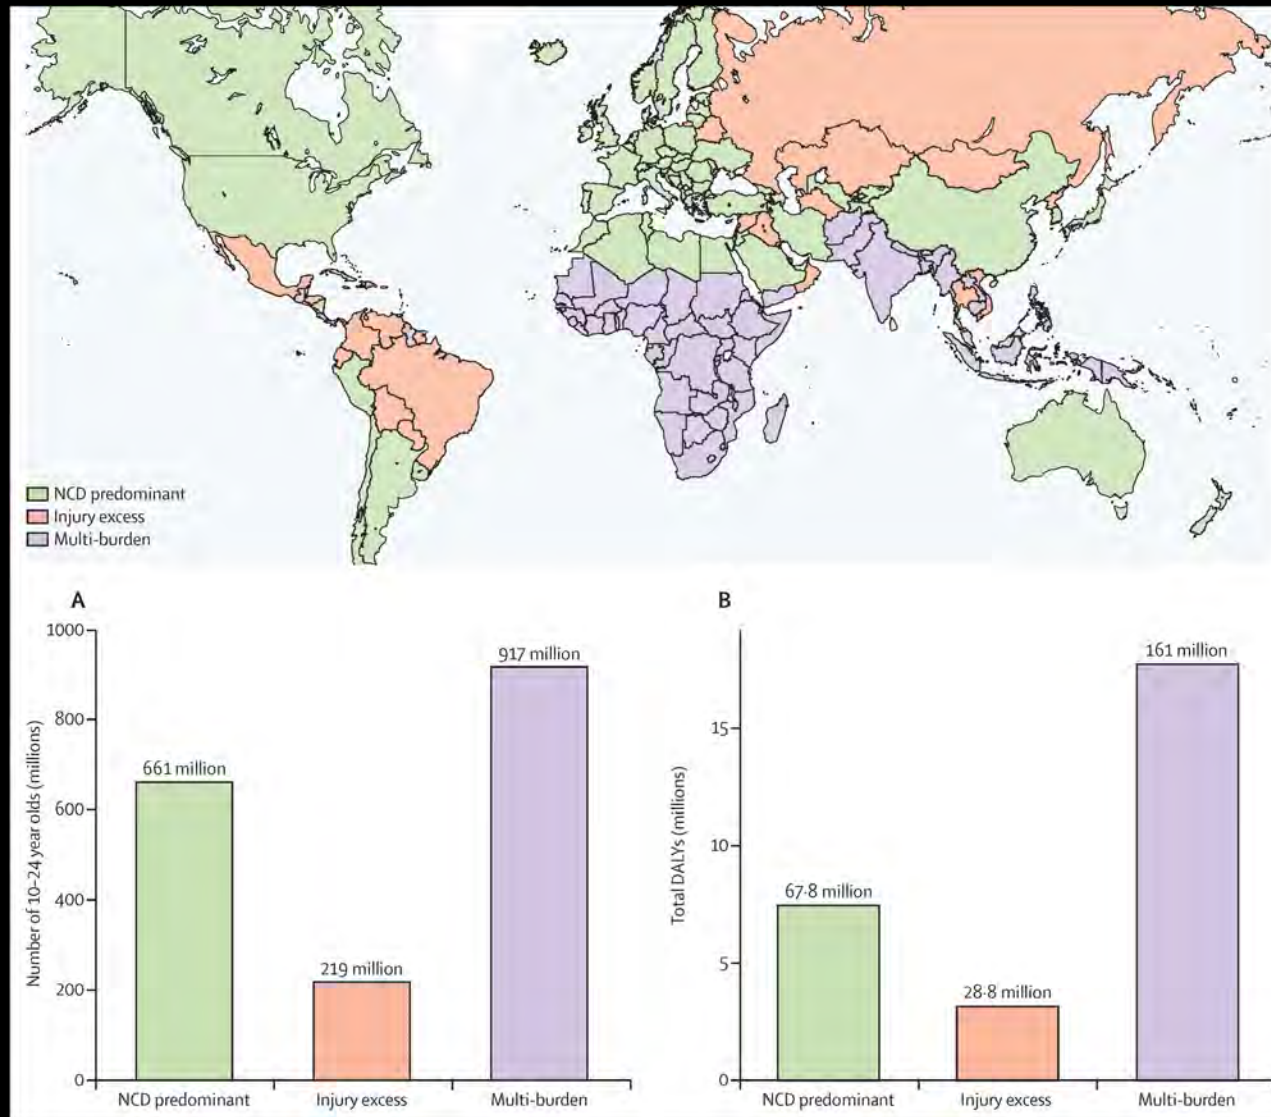 NCD predominant
Injury excess
Multi-burden
A
Number of 10–24 year olds (millions)
1000
800
600
400
200
0
661 million
219 million
917 million
NCD predominant
Injury excess
Multi-burden
B
Total DALYs (millions)
15
10
5
0
67·8 million
28·8 million
161 million
NCD predominant
Injury excess
Multi-burden